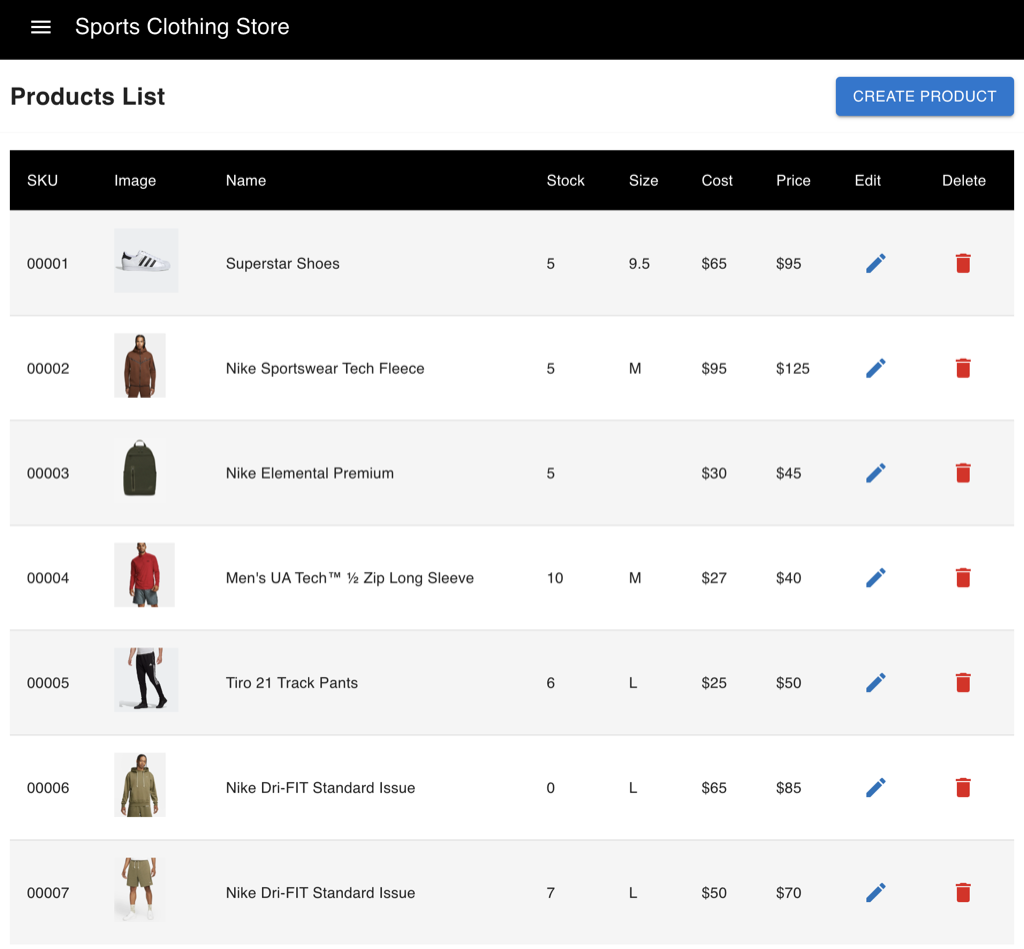 Sports Clothing Store
Products List
CREATE PRODUCT
SKU Image Name Stock Size Cost Price Edit Delete
00001 Superstar Shoes 5 9.5 $65 $95
00002 Nike Sportswear Tech Fleece 5 M $95 $125
00003 Nike Elemental Premium 5 $30 $45
00004 Men's UA Tech™ ½ Zip Long Sleeve 10 M $27 $40
00005 Tiro 21 Track Pants 6 L $25 $50
00006 Nike Dri-FIT Standard Issue 0 L $65 $85
00007 Nike Dri-FIT Standard Issue 7 L $50 $70